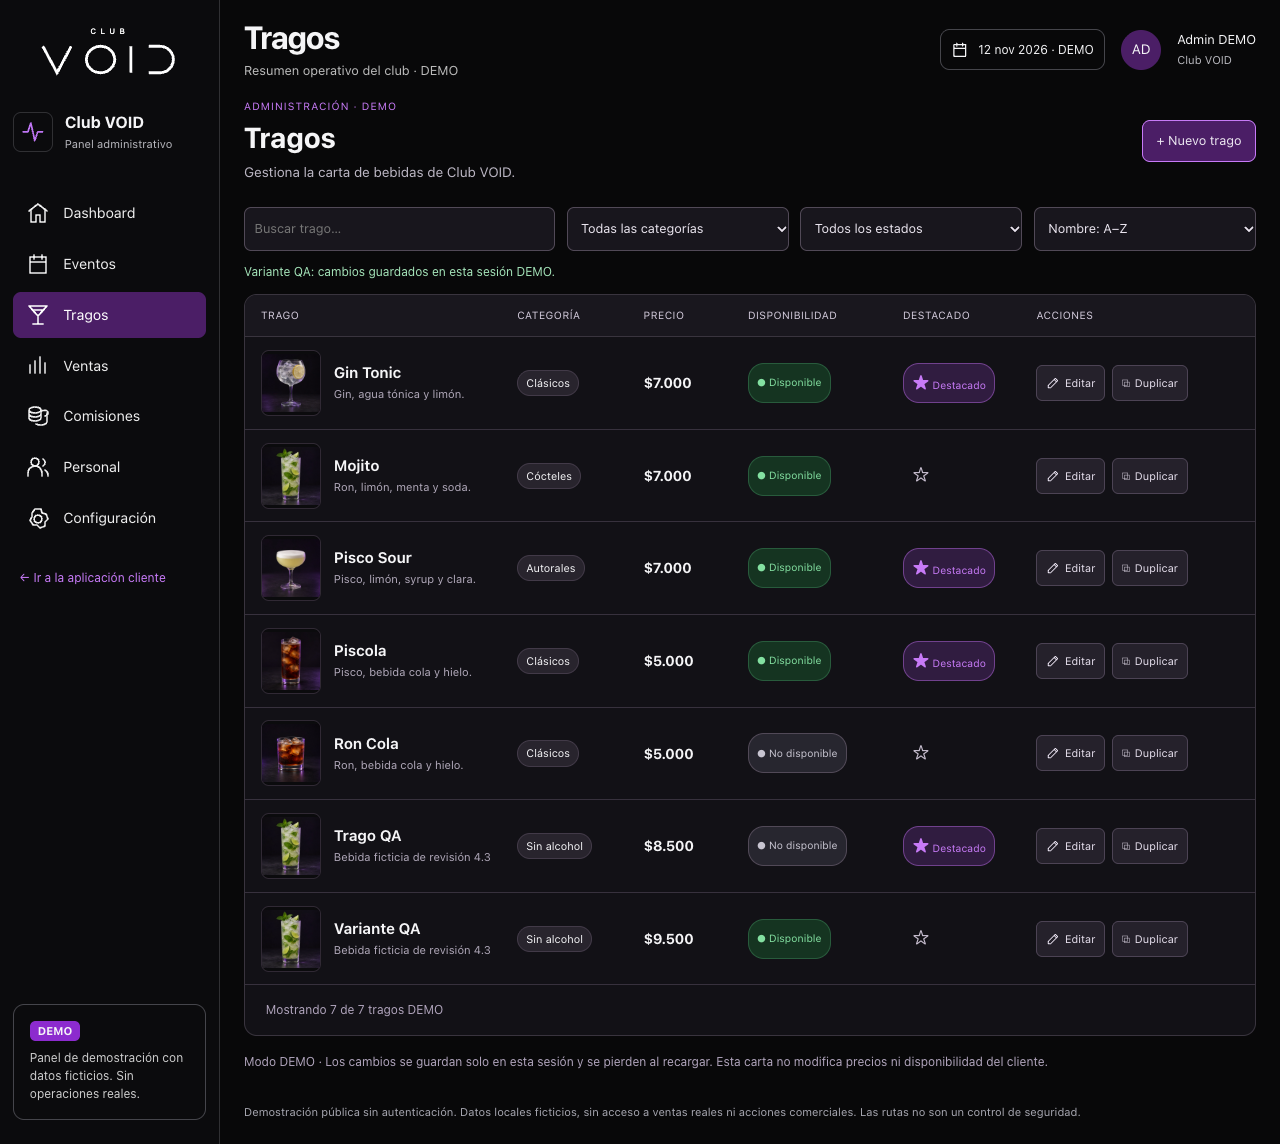 CLUB
VOID
Club VOID
Panel administrativo
Dashboard
Eventos
Tragos
Ventas
Comisiones
Personal
Configuración
← Ir a la aplicación cliente
DEMO
Panel de demostración con
datos ficticios. Sin
operaciones reales.
Tragos
Resumen operativo del club · DEMO
12 nov 2026 · DEMO
AD
Admin DEMO
Club VOID
ADMINISTRACIÓN · DEMO
Tragos
Gestiona la carta de bebidas de Club VOID.
+ Nuevo trago
Buscar trago...
Todas las categorías
Todos los estados
Nombre: A–Z
Variante QA: cambios guardados en esta sesión DEMO.
TRAGO CATEGORÍA PRECIO DISPONIBILIDAD DESTACADO ACCIONES
Gin Tonic
Gin, agua tónica y limón.
Clásicos $7.000 Disponible Destacado Editar Duplicar
Mojito
Ron, limón, menta y soda.
Cócteles $7.000 Disponible Editar Duplicar
Pisco Sour
Pisco, limón, syrup y clara.
Autorales $7.000 Disponible Destacado Editar Duplicar
Piscola
Pisco, bebida cola y hielo.
Clásicos $5.000 Disponible Destacado Editar Duplicar
Ron Cola
Ron, bebida cola y hielo.
Clásicos $5.000 No disponible Editar Duplicar
Trago QA
Bebida ficticia de revisión 4.3
Sin alcohol $8.500 No disponible Destacado Editar Duplicar
Variante QA
Bebida ficticia de revisión 4.3
Sin alcohol $9.500 Disponible Editar Duplicar
Mostrando 7 de 7 tragos DEMO
Modo DEMO · Los cambios se guardan solo en esta sesión y se pierden al recargar. Esta carta no modifica precios ni disponibilidad del cliente.
Demostración pública sin autenticación. Datos locales ficticios, sin acceso a ventas reales ni acciones comerciales. Las rutas no son un control de seguridad.